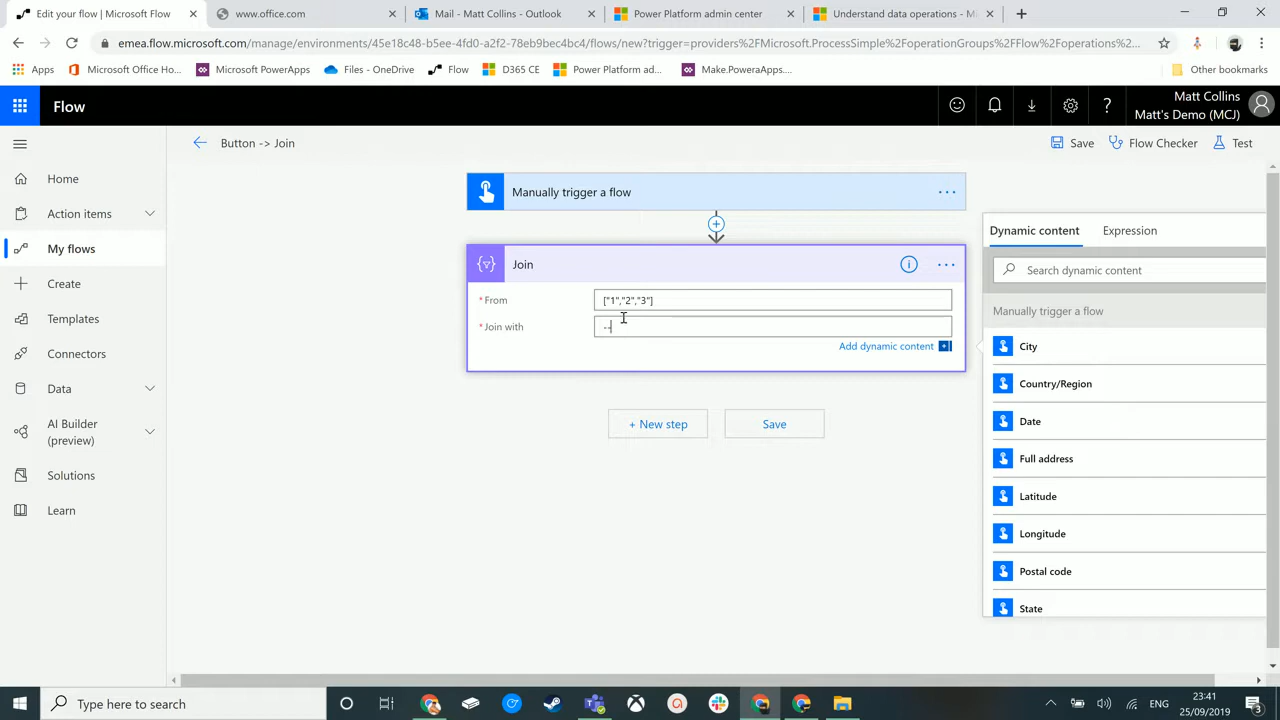 Edit your flow | Microsoft Flow
www.office.com
Mail - Matt Collins - Outlook
Power Platform admin center
Understand data operations - Mi
emea.flow.microsoft.com/manage/environments/45e18c48-b5ee-4fd0-a2f2-78eb9bec4bc4/flows/new?trigger=providers%2FMicrosoft.ProcessSimple%2FoperationGroups%2FFlow%2Foperations%2...
Apps
Microsoft Office Ho...
Microsoft PowerApps
Files - OneDrive
Flow
D365 CE
Power Platform ad...
Make.PoweraApps....
Other bookmarks
Flow
Matt Collins
Matt's Demo (MCJ)
Button -> Join
Save
Flow Checker
Test
Home
Action items
My flows
Create
Templates
Connectors
Data
AI Builder
(preview)
Solutions
Learn
Manually trigger a flow
Join
* From
["1","2","3"]
* Join with
--
Add dynamic content
+ New step
Save
Dynamic content
Expression
Search dynamic content
Manually trigger a flow
City
Country/Region
Date
Full address
Latitude
Longitude
Postal code
State
Type here to search
ENG
23:41
25/09/2019